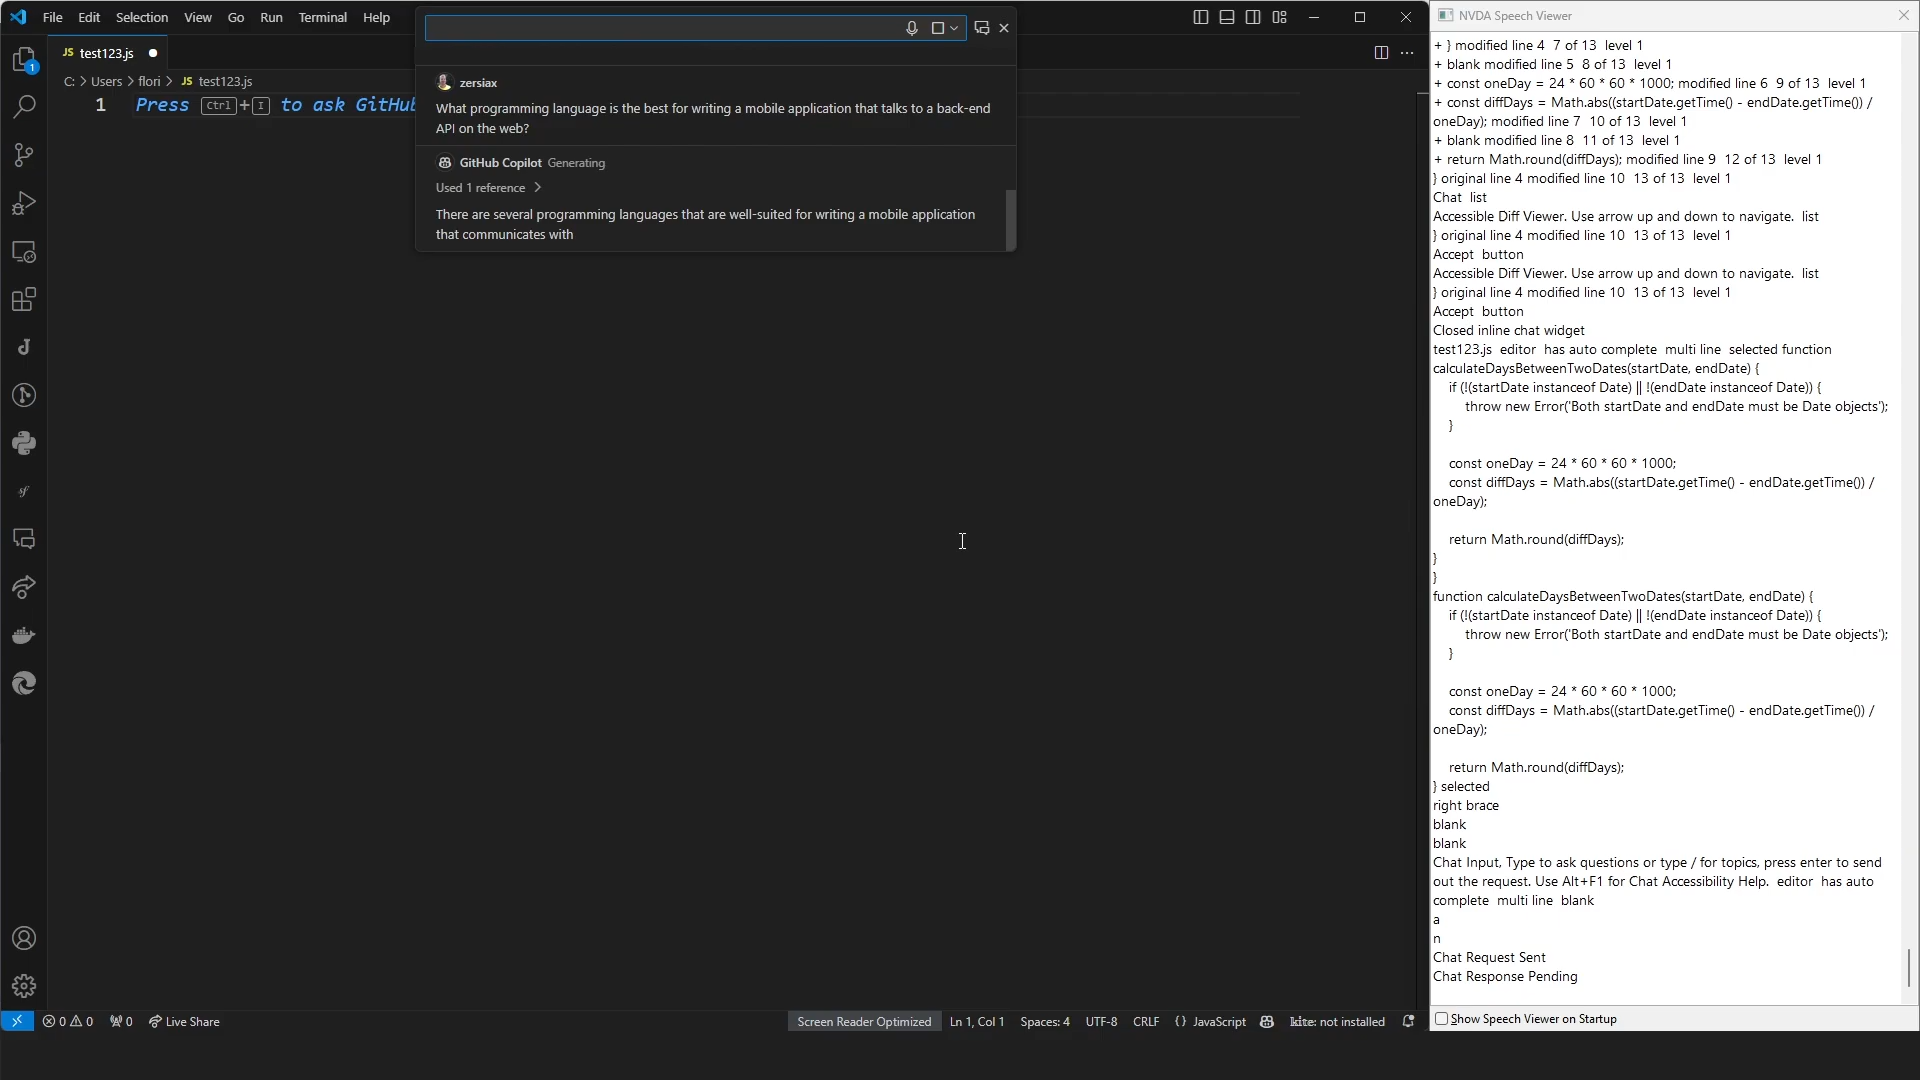 File Edit Selection View Go Run Terminal Help
JS test123.js
C: > Users > flori > JS test123.js
1 Press Ctrl+I to ask GitHub
zersiax
What programming language is the best for writing a mobile application that talks to a back-end
API on the web?
GitHub Copilot Generating
Used 1 reference >
There are several programming languages that are well-suited for writing a mobile application
that communicates with
1
0 0 0 Live Share
Screen Reader Optimized Ln 1, Col 1 Spaces: 4 UTF-8 CRLF {} JavaScript kite: not installed
NVDA Speech Viewer
+ } modified line 4 7 of 13 level 1
+ blank modified line 5 8 of 13 level 1
+ const oneDay = 24 * 60 * 60 * 1000; modified line 6 9 of 13 level 1
+ const diffDays = Math.abs((startDate.getTime() - endDate.getTime()) /
oneDay); modified line 7 10 of 13 level 1
+ blank modified line 8 11 of 13 level 1
+ return Math.round(diffDays); modified line 9 12 of 13 level 1
} original line 4 modified line 10 13 of 13 level 1
Chat list
Accessible Diff Viewer. Use arrow up and down to navigate. list
} original line 4 modified line 10 13 of 13 level 1
Accept button
Accessible Diff Viewer. Use arrow up and down to navigate. list
} original line 4 modified line 10 13 of 13 level 1
Accept button
Closed inline chat widget
test123.js editor has auto complete multi line selected function
calculateDaysBetweenTwoDates(startDate, endDate) {
if (!(startDate instanceof Date) || !(endDate instanceof Date)) {
throw new Error('Both startDate and endDate must be Date objects');
}
const oneDay = 24 * 60 * 60 * 1000;
const diffDays = Math.abs((startDate.getTime() - endDate.getTime()) /
oneDay);
return Math.round(diffDays);
}
}
function calculateDaysBetweenTwoDates(startDate, endDate) {
if (!(startDate instanceof Date) || !(endDate instanceof Date)) {
throw new Error('Both startDate and endDate must be Date objects');
}
const oneDay = 24 * 60 * 60 * 1000;
const diffDays = Math.abs((startDate.getTime() - endDate.getTime()) /
oneDay);
return Math.round(diffDays);
} selected
right brace
blank
blank
Chat Input, Type to ask questions or type / for topics, press enter to send
out the request. Use Alt+F1 for Chat Accessibility Help. editor has auto
complete multi line blank
a
n
Chat Request Sent
Chat Response Pending
Show Speech Viewer on Startup